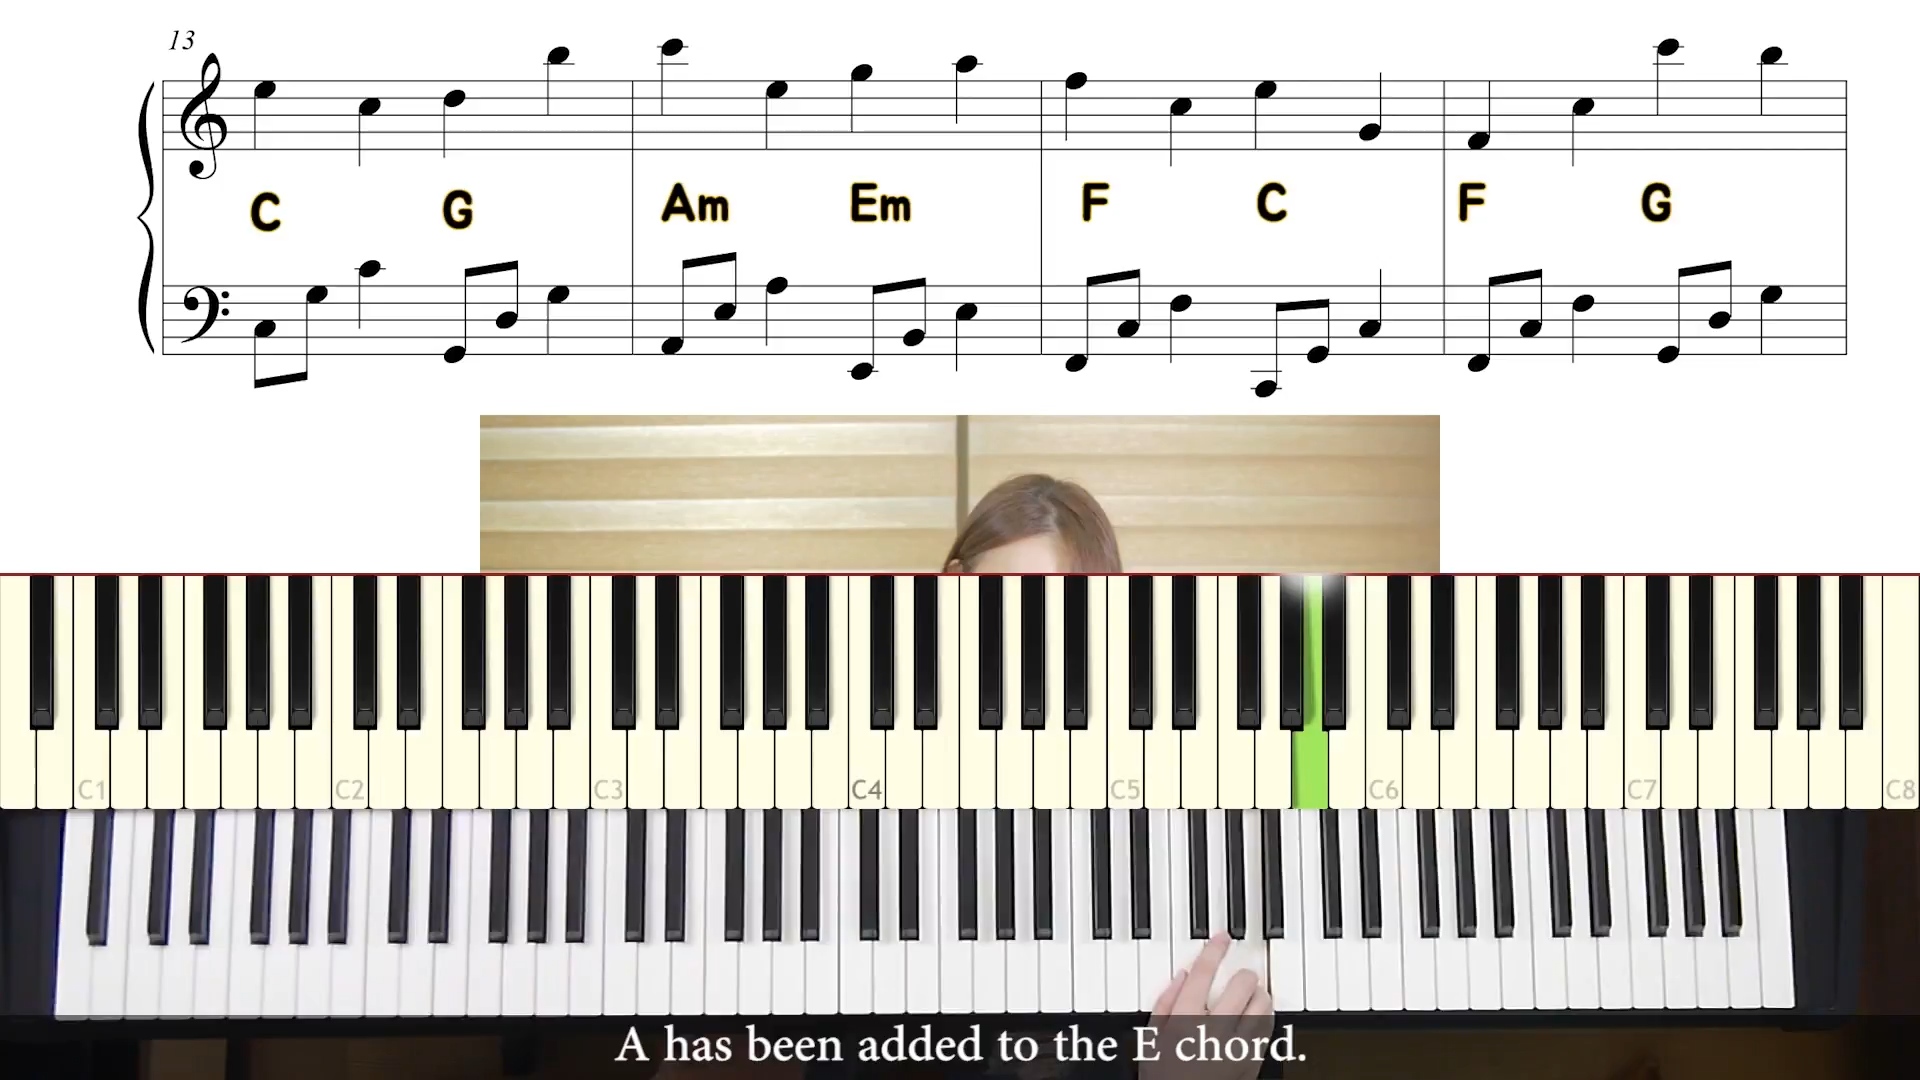 13
C G Am Em F C F G
C1 C2 C3 C4 C5 C6 C7 C8
A has been added to the E chord.